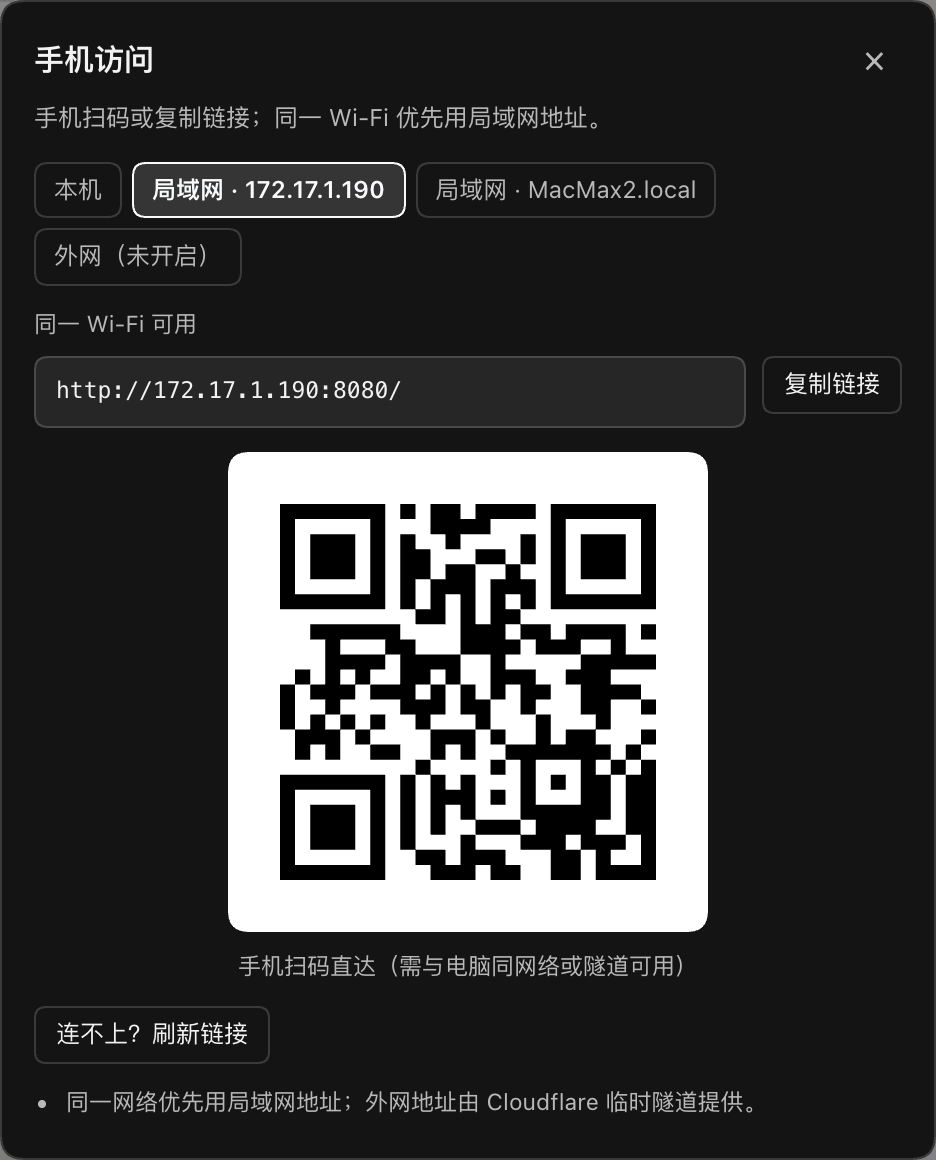 手机访问
手机扫码或复制链接；同一 Wi-Fi 优先用局域网地址。
本机
局域网 · 172.17.1.190
局域网 · MacMax2.local
外网（未开启）
同一 Wi-Fi 可用
http://172.17.1.190:8080/
复制链接
手机扫码直达（需与电脑同网络或隧道可用）
连不上？刷新链接
同一网络优先用局域网地址；外网地址由 Cloudflare 临时隧道提供。